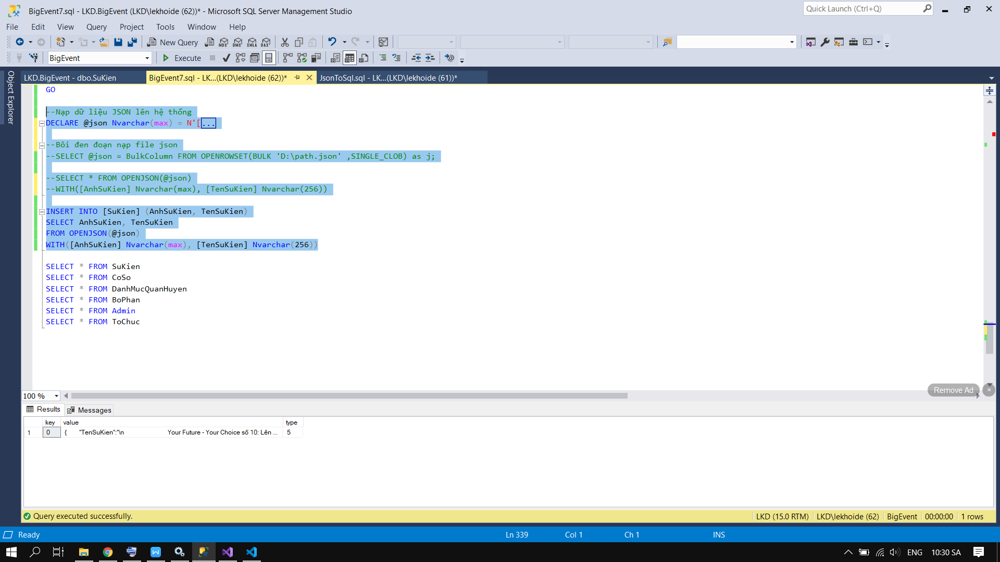 BigEvent7.sql - LKD.BigEvent (LKD\lekhoide (62))* - Microsoft SQL Server Management Studio
Quick Launch (Ctrl+Q)
File Edit View Query Project Tools Window Help
New Query MDX DMX XMLA DAX
BigEvent Execute
Object Explorer
LKD.BigEvent - dbo.SuKien
BigEvent7.sql - LK...(LKD\lekhoide (62))*
JsonToSql.sql - LK...(LKD\lekhoide (61))*
GO
--Nạp dữ liệu JSON lên hệ thống
DECLARE @json Nvarchar(max) = N'[...
--Bôi đen đoạn nạp file json
--SELECT @json = BulkColumn FROM OPENROWSET(BULK 'D:\path.json' ,SINGLE_CLOB) as j;
--SELECT * FROM OPENJSON(@json)
--WITH([AnhSuKien] Nvarchar(max), [TenSuKien] Nvarchar(256))
INSERT INTO [SuKien] (AnhSuKien, TenSuKien)
SELECT AnhSuKien, TenSuKien
FROM OPENJSON(@json)
WITH([AnhSuKien] Nvarchar(max), [TenSuKien] Nvarchar(256))
SELECT * FROM SuKien
SELECT * FROM CoSo
SELECT * FROM DanhMucQuanHuyen
SELECT * FROM BoPhan
SELECT * FROM Admin
SELECT * FROM ToChuc
Remove Ad
100 %
Results Messages
key value type
1 0 { "TenSuKien":"\n Your Future - Your Choice số 10: Lên ... 5
Query executed successfully.
LKD (15.0 RTM) LKD\lekhoide (62) BigEvent 00:00:00 1 rows
Ready Ln 339 Col 1 Ch 1 INS
ENG 10:30 SA